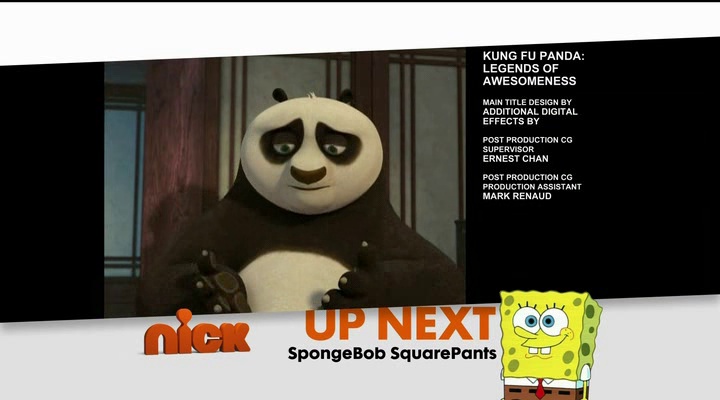 KUNG FU PANDA:
LEGENDS OF
AWESOMENESS
MAIN TITLE DESIGN BY
ADDITIONAL DIGITAL
EFFECTS BY
POST PRODUCTION CG
SUPERVISOR
ERNEST CHAN
POST PRODUCTION CG
PRODUCTION ASSISTANT
MARK RENAUD
nick
UP NEXT
SpongeBob SquarePants